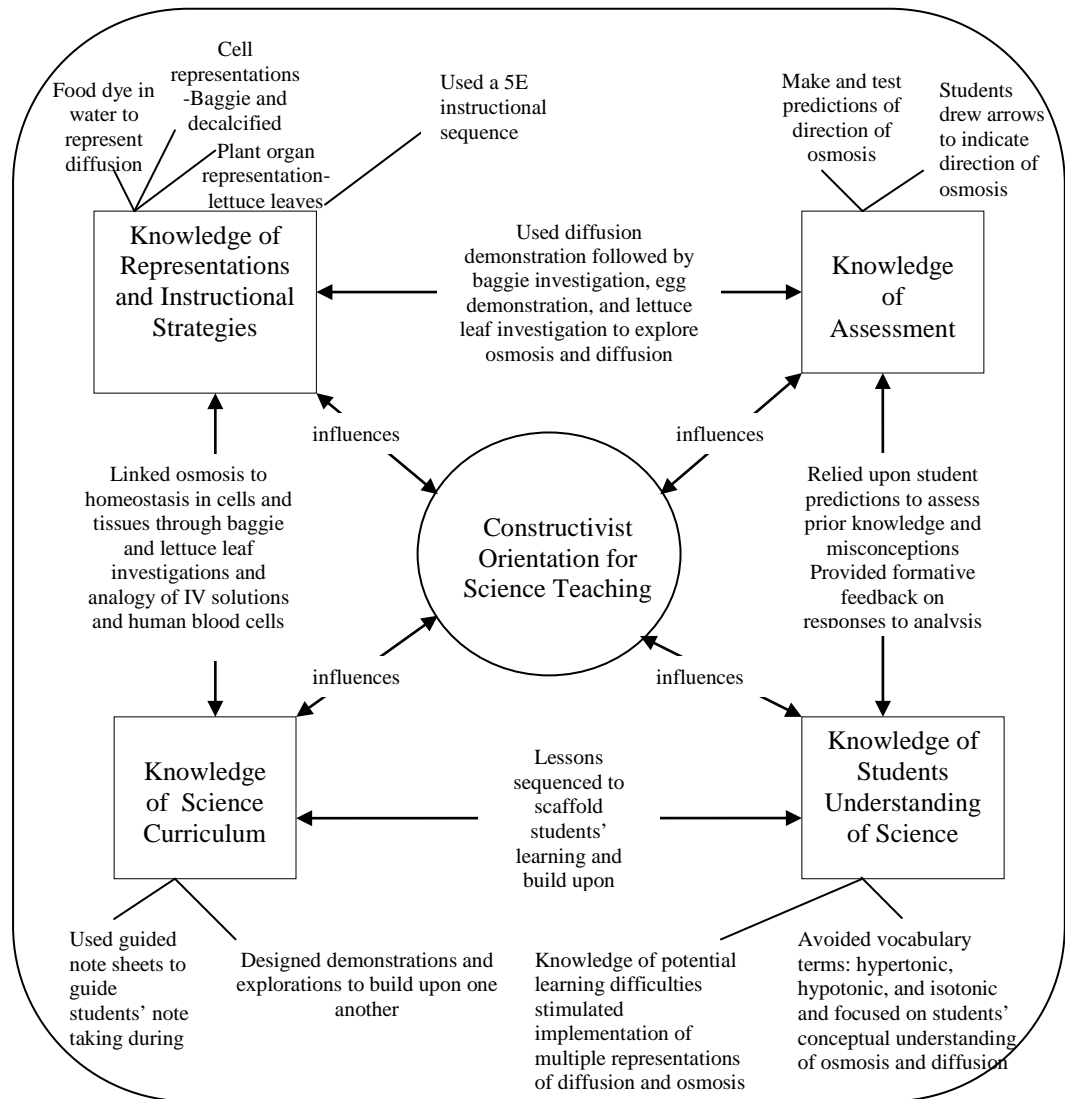 Food dye in
water to
represent
diffusion
Cell
representations
-Baggie and
decalcified
Plant organ
representation-
lettuce leaves
Used a 5E
instructional
sequence
Make and test
predictions of
direction of
osmosis
Students
drew arrows
to indicate
direction of
osmosis
Knowledge of
Representations
and Instructional
Strategies
Used diffusion
demonstration followed
by baggie investigation, egg
demonstration, and lettuce
leaf investigation to explore
osmosis and diffusion
Knowledge
of
Assessment
influences
influences
Linked osmosis to
homeostasis in cells and
tissues through baggie
and lettuce leaf
investigations and
analogy of IV solutions
and human blood cells
Constructivist
Orientation for
Science Teaching
Relied upon student
predictions to assess
prior knowledge and
misconceptions
Provided formative
feedback on
responses to analysis
influences
influences
Knowledge
of Science
Curriculum
Lessons
sequenced to
scaffold
students’
learning and
build upon
Knowledge of
Students
Understanding
of Science
Used guided
note sheets to
guide
students’ note
taking during
Designed demonstrations and
explorations to build upon one
another
Knowledge of potential
learning difficulties
stimulated
implementation of
multiple representations
of diffusion and osmosis
Avoided vocabulary
terms: hypertonic,
hypotonic, and isotonic
and focused on students’
conceptual understanding
of osmosis and diffusion